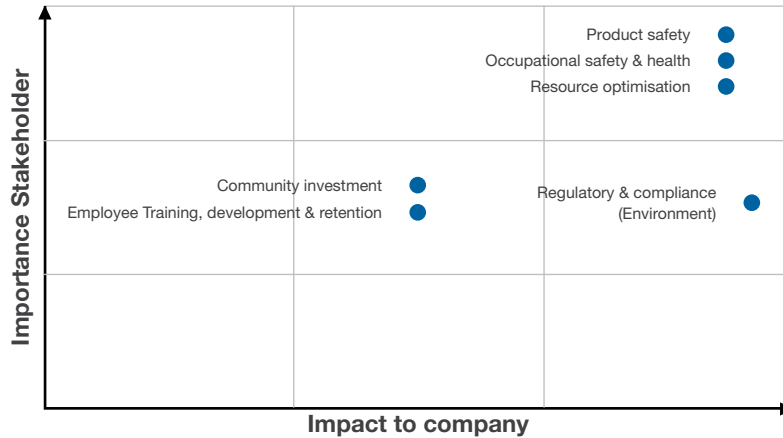 Product safety
Occupational safety & health
Resource optimisation
Community investment
Employee Training, development & retention
Regulatory & compliance
(Environment)
Importance Stakeholder
Impact to company